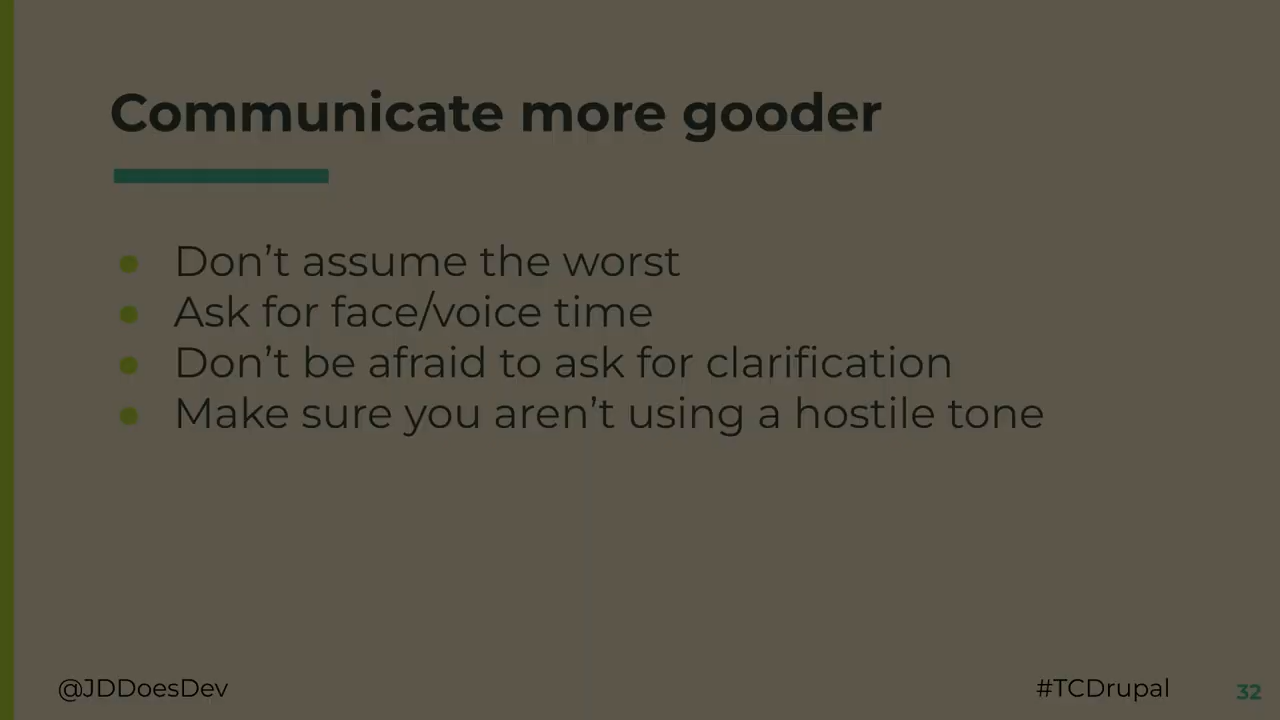 Communicate more gooder
Don’t assume the worst
Ask for face/voice time
Don’t be afraid to ask for clarification
Make sure you aren’t using a hostile tone
@JDDoesDev
#TCDrupal
32